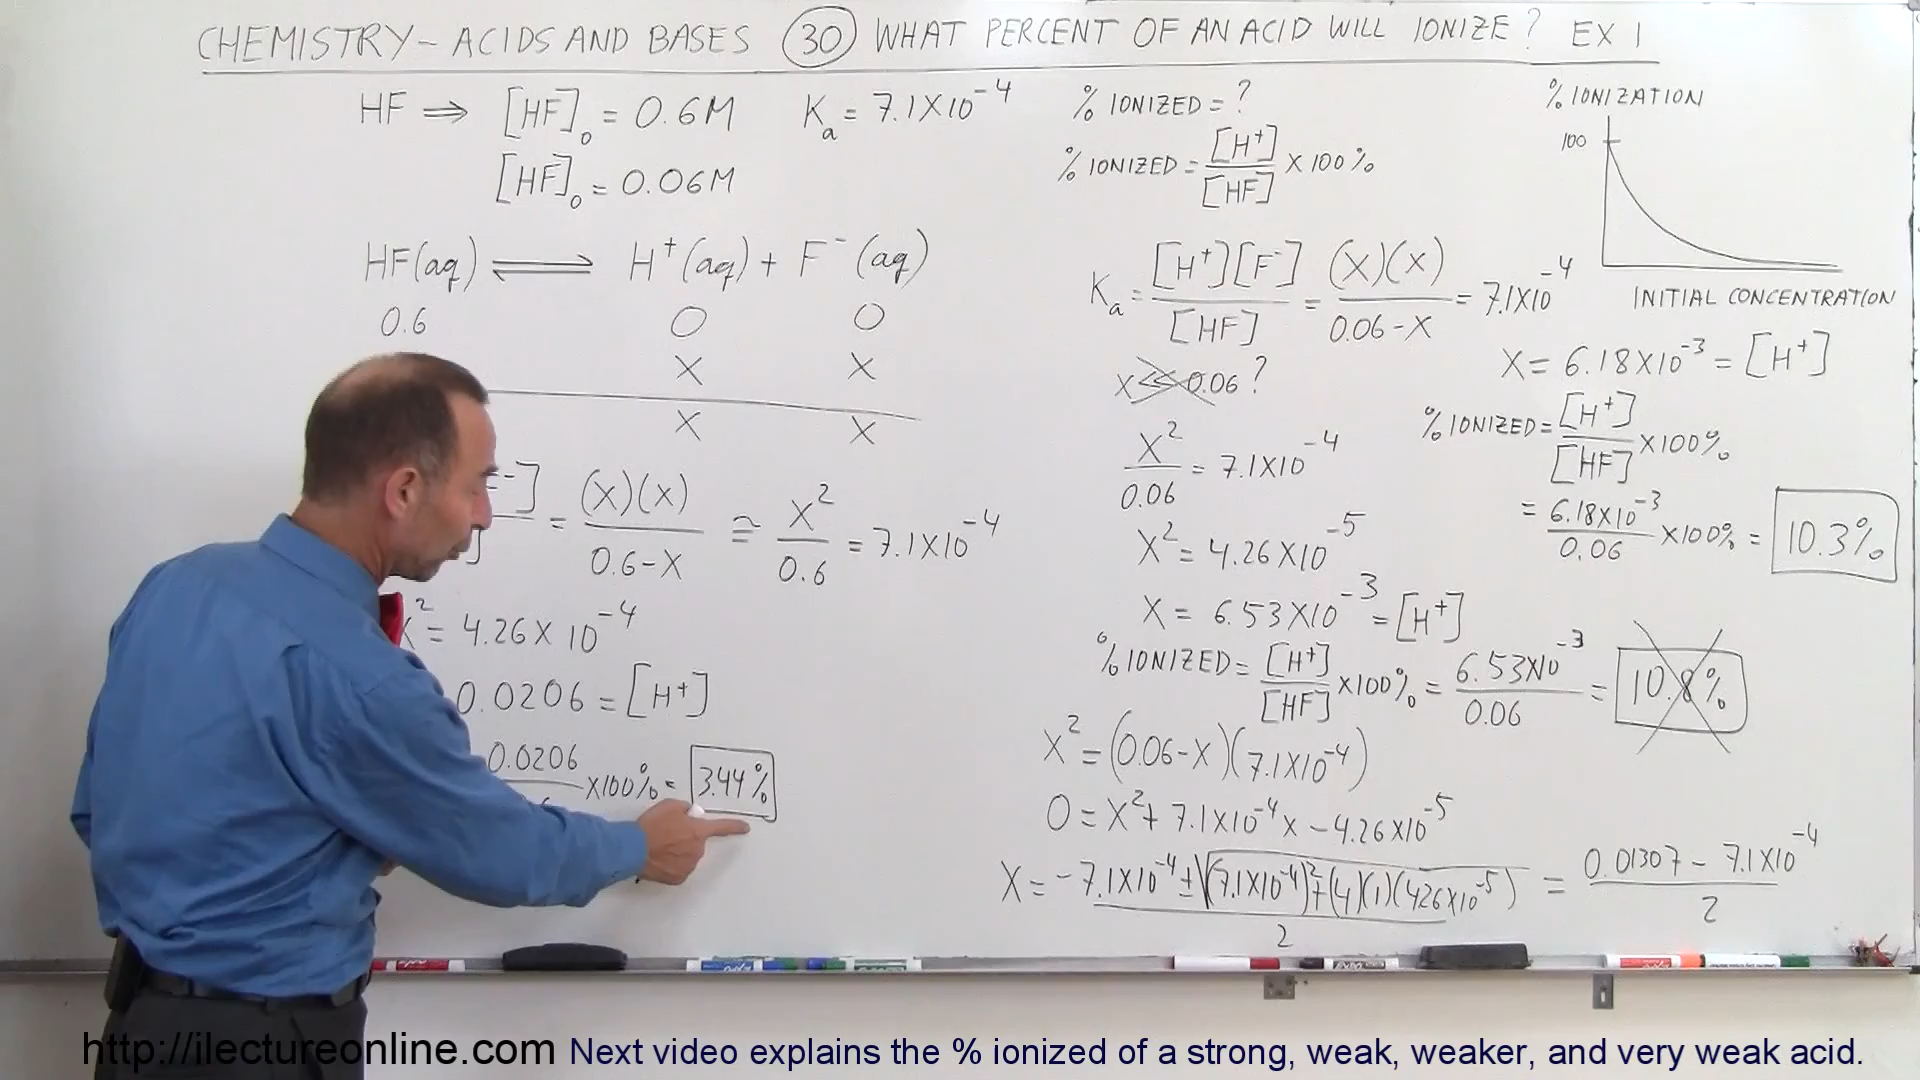 CHEMISTRY – ACIDS AND BASES (30) WHAT PERCENT OF AN ACID WILL IONIZE? EX 1
HF ⇒ [HF]₀ = 0.6M Kₐ = 7.1X10⁻⁴
[HF]₀ = 0.06M
HF(aq) ⇌ H⁺(aq) + F⁻(aq)
0.6 0 0
X X
X X
⁻] = (X)(X) / 0.6-X ≅ X² / 0.6 = 7.1X10⁻⁴
X² = 4.26X10⁻⁴
0.0206 = [H⁺]
0.0206 X100% = 3.44%
% IONIZED = ?
% IONIZED = [H⁺] / [HF] X 100%
Kₐ = [H⁺][F⁻] / [HF] = (X)(X) / 0.06-X = 7.1X10⁻⁴
X << 0.06 ?
X² / 0.06 = 7.1X10⁻⁴
X² = 4.26X10⁻⁵
X = 6.53X10⁻³ = [H⁺]
% IONIZED = [H⁺] / [HF] X100% = 6.53X10⁻³ / 0.06 = 10.8%
X² = (0.06-X)(7.1X10⁻⁴)
0 = X² + 7.1X10⁻⁴X – 4.26X10⁻⁵
X = -7.1X10⁻⁴ ± √(7.1X10⁻⁴)² + (4)(1)(4.26X10⁻⁵) / 2 = 0.01307 – 7.1X10⁻⁴ / 2
% IONIZATION
100
INITIAL CONCENTRATION
X = 6.18X10⁻³ = [H⁺]
% IONIZED = [H⁺] / [HF] X100%
= 6.18X10⁻³ / 0.06 X100% = 10.3%
http://ilectureonline.com Next video explains the % ionized of a strong, weak, weaker, and very weak acid.